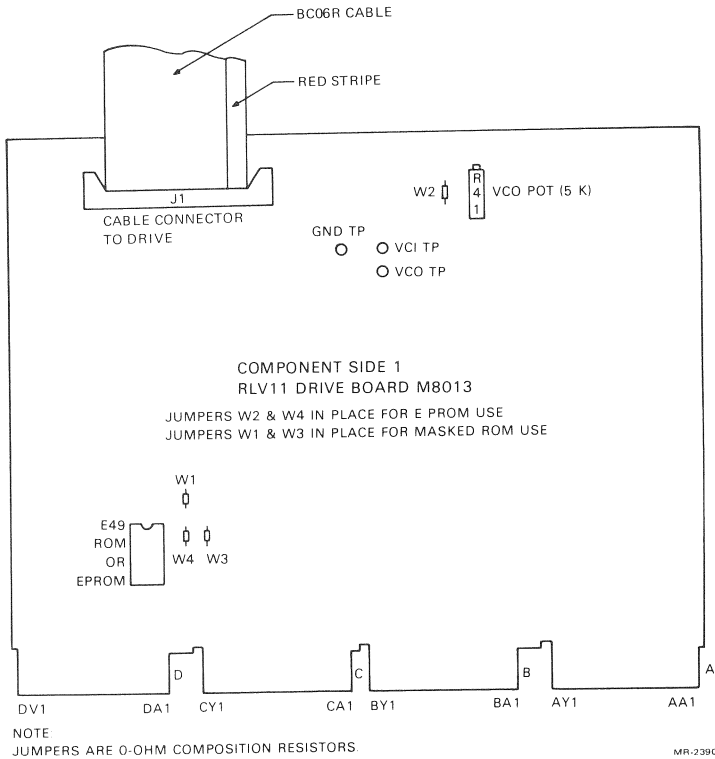 BC06R CABLE
RED STRIPE
J1
CABLE CONNECTOR
TO DRIVE
W2
R
4
1
VCO POT (5 K)
GND TP
VCI TP
VCO TP
COMPONENT SIDE 1
RLV11 DRIVE BOARD M8013
JUMPERS W2 & W4 IN PLACE FOR E PROM USE
JUMPERS W1 & W3 IN PLACE FOR MASKED ROM USE
W1
E49
ROM
OR
EPROM
W4 W3
D
C
B
A
DV1 DA1 CY1 CA1 BY1 BA1 AY1 AA1
NOTE:
JUMPERS ARE 0-OHM COMPOSITION RESISTORS.
MR-2390